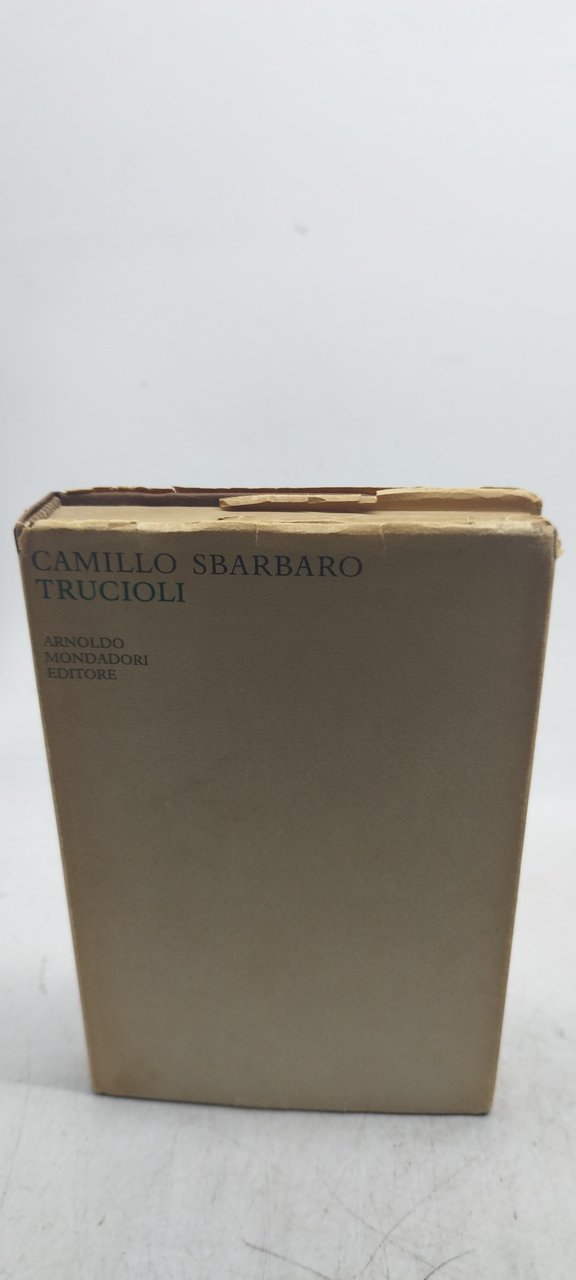 CAMILLO SBARBARO
TRUCIOLI
ARNOLDO
MONDADORI
EDITORE